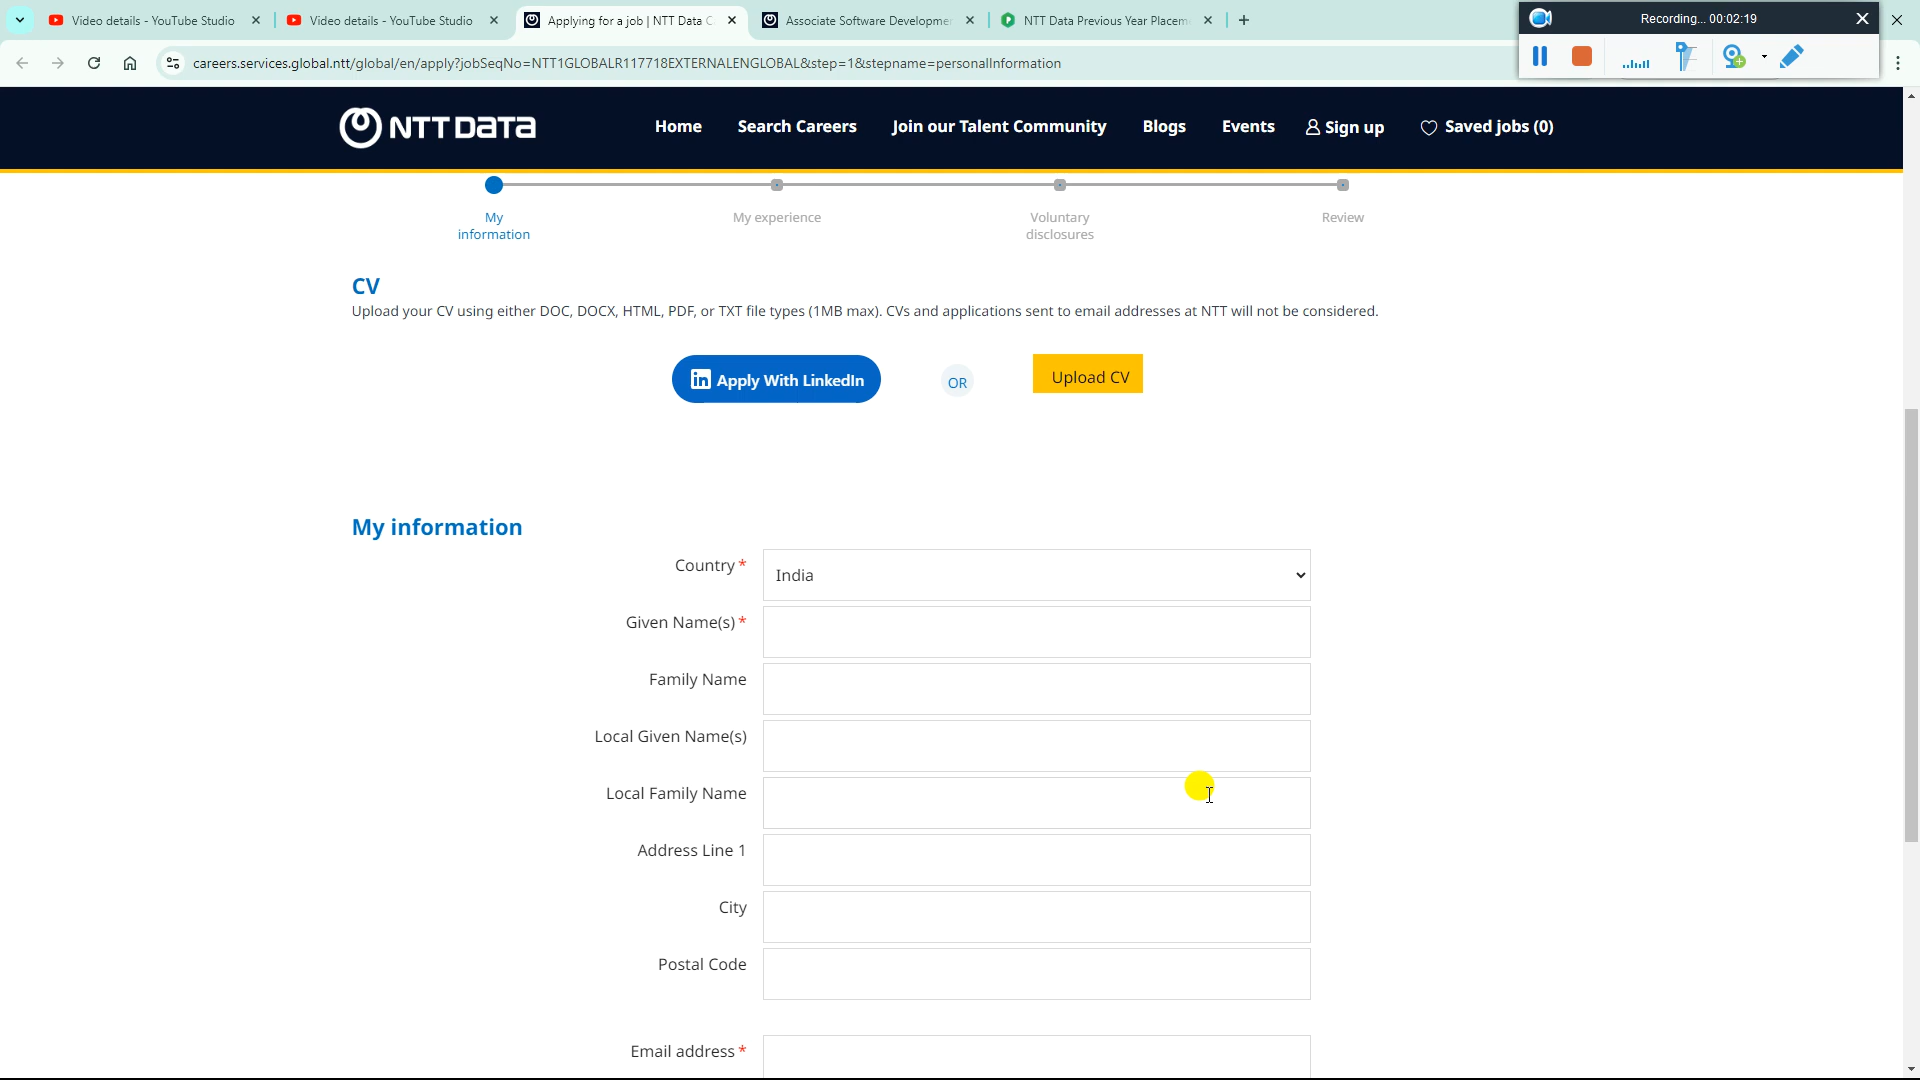 Video details - YouTube Studio
Video details - YouTube Studio
Applying for a job | NTT Data C
Associate Software Developme
NTT Data Previous Year Placem
Recording... 00:02:19
careers.services.global.ntt/global/en/apply?jobSeqNo=NTT1GLOBALR117718EXTERNALENGLOBAL&step=1&stepname=personalInformation
NTT DATA
Home
Search Careers
Join our Talent Community
Blogs
Events
Sign up
Saved jobs (0)
My
information
My experience
Voluntary
disclosures
Review
CV
Upload your CV using either DOC, DOCX, HTML, PDF, or TXT file types (1MB max). CVs and applications sent to email addresses at NTT will not be considered.
in Apply With LinkedIn
OR
Upload CV
My information
Country*
India
Given Name(s)*
Family Name
Local Given Name(s)
Local Family Name
Address Line 1
City
Postal Code
Email address*